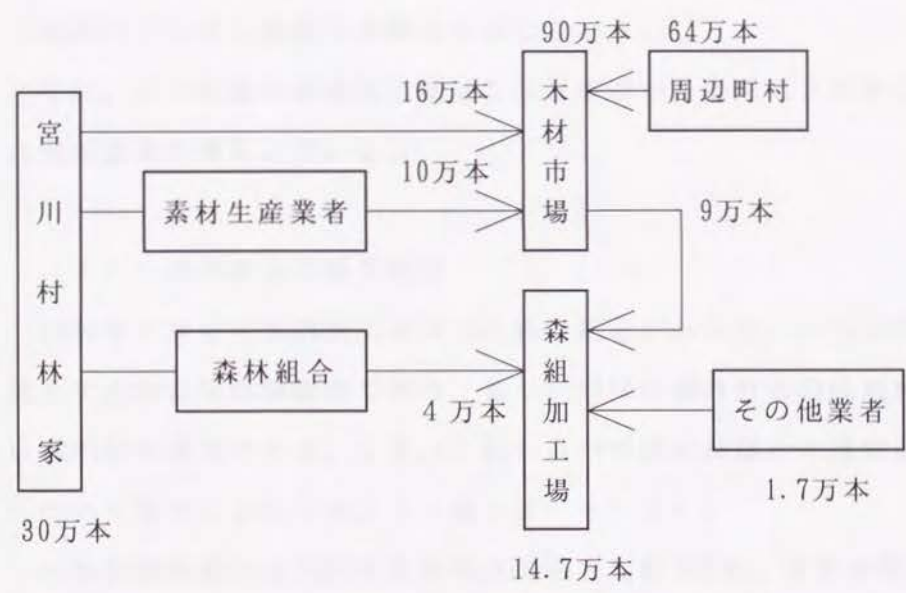 90万本
64万本
周辺町村
16万本
木材市場
宮川村林家
10万本
素材生産業者
9万本
森林組合
森組加工場
4万本
その他業者
1.7万本
30万本
14.7万本